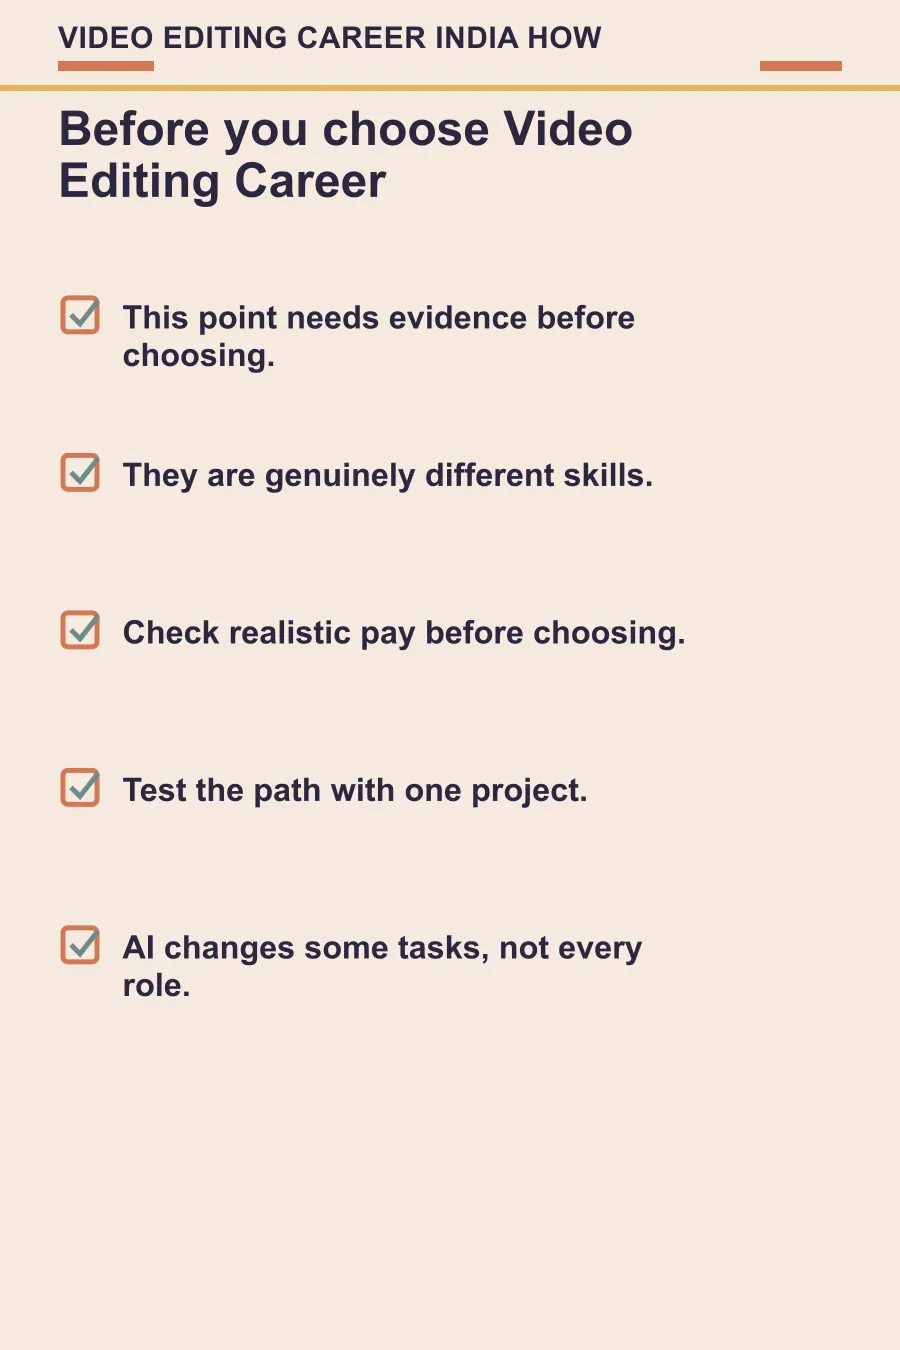 VIDEO EDITING CAREER INDIA HOW
Before you choose Video
Editing Career
This point needs evidence before
choosing.
They are genuinely different skills.
Check realistic pay before choosing.
Test the path with one project.
AI changes some tasks, not every
role.